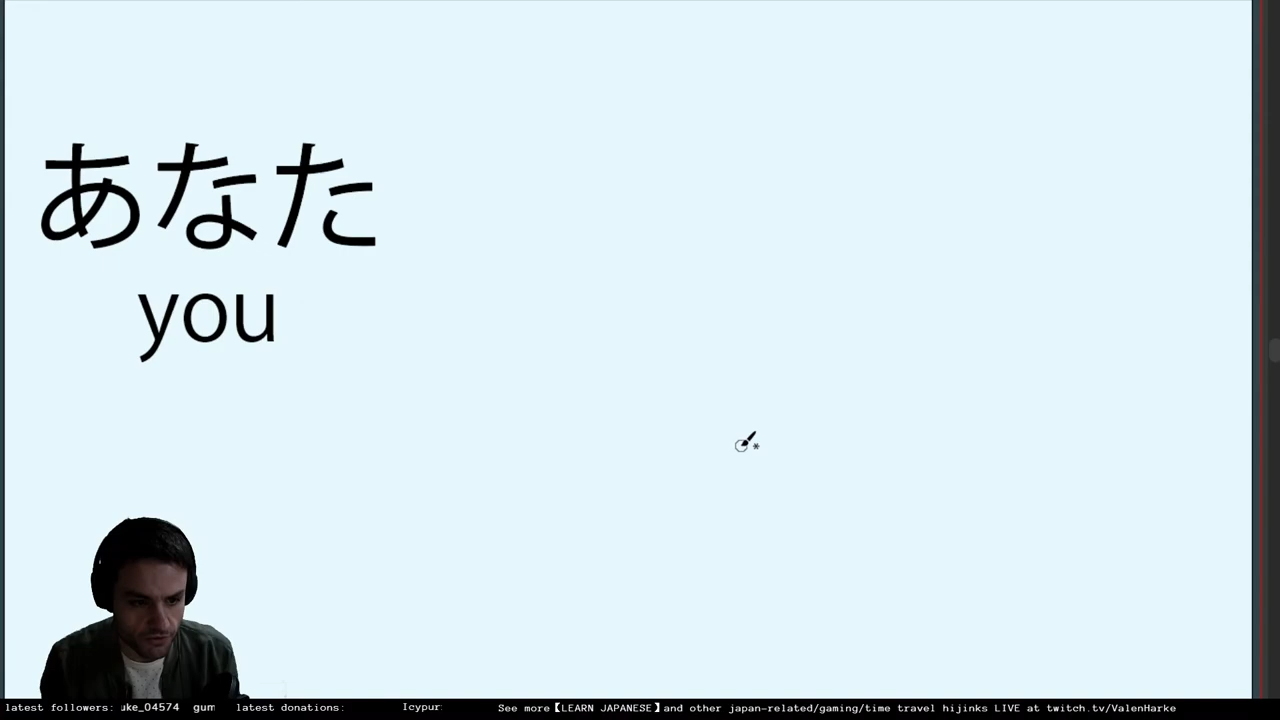 あなた
you
latest followers: uke_04574 gum latest donations: Icypur See more【LEARN JAPANESE】and other japan-related/gaming/time travel hijinks LIVE at twitch.tv/ValenHarke